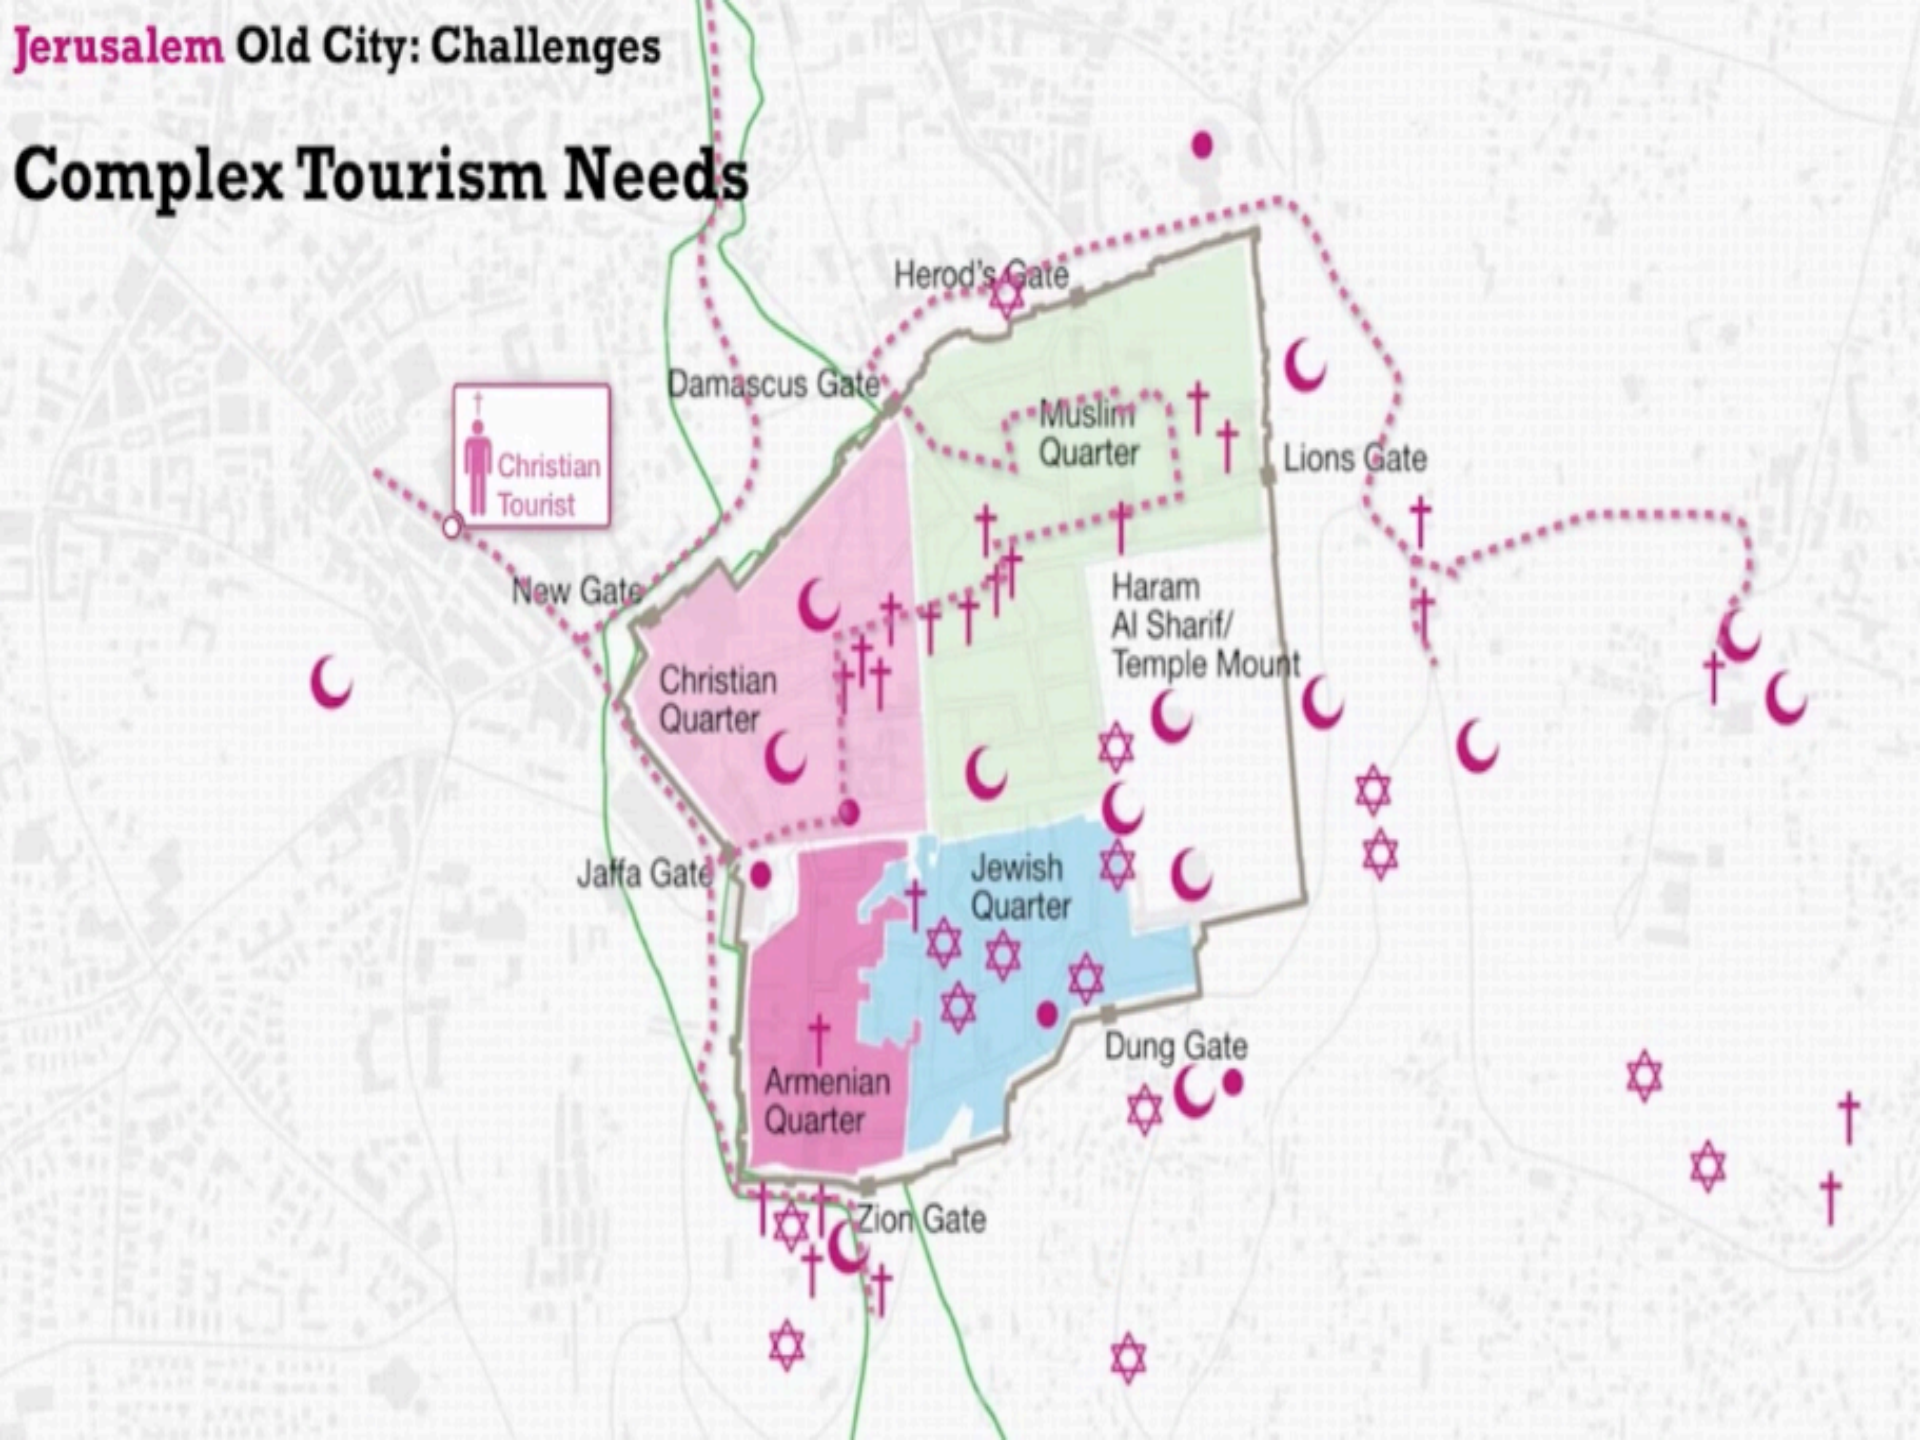 Jerusalem Old City: Challenges
Complex Tourism Needs
Herod's Gate
Damascus Gate
Muslim
Quarter
Lions Gate
Christian
Tourist
New Gate
Haram
Al Sharif/
Temple Mount
Christian
Quarter
Jaffa Gate
Jewish
Quarter
Dung Gate
Armenian
Quarter
Zion Gate